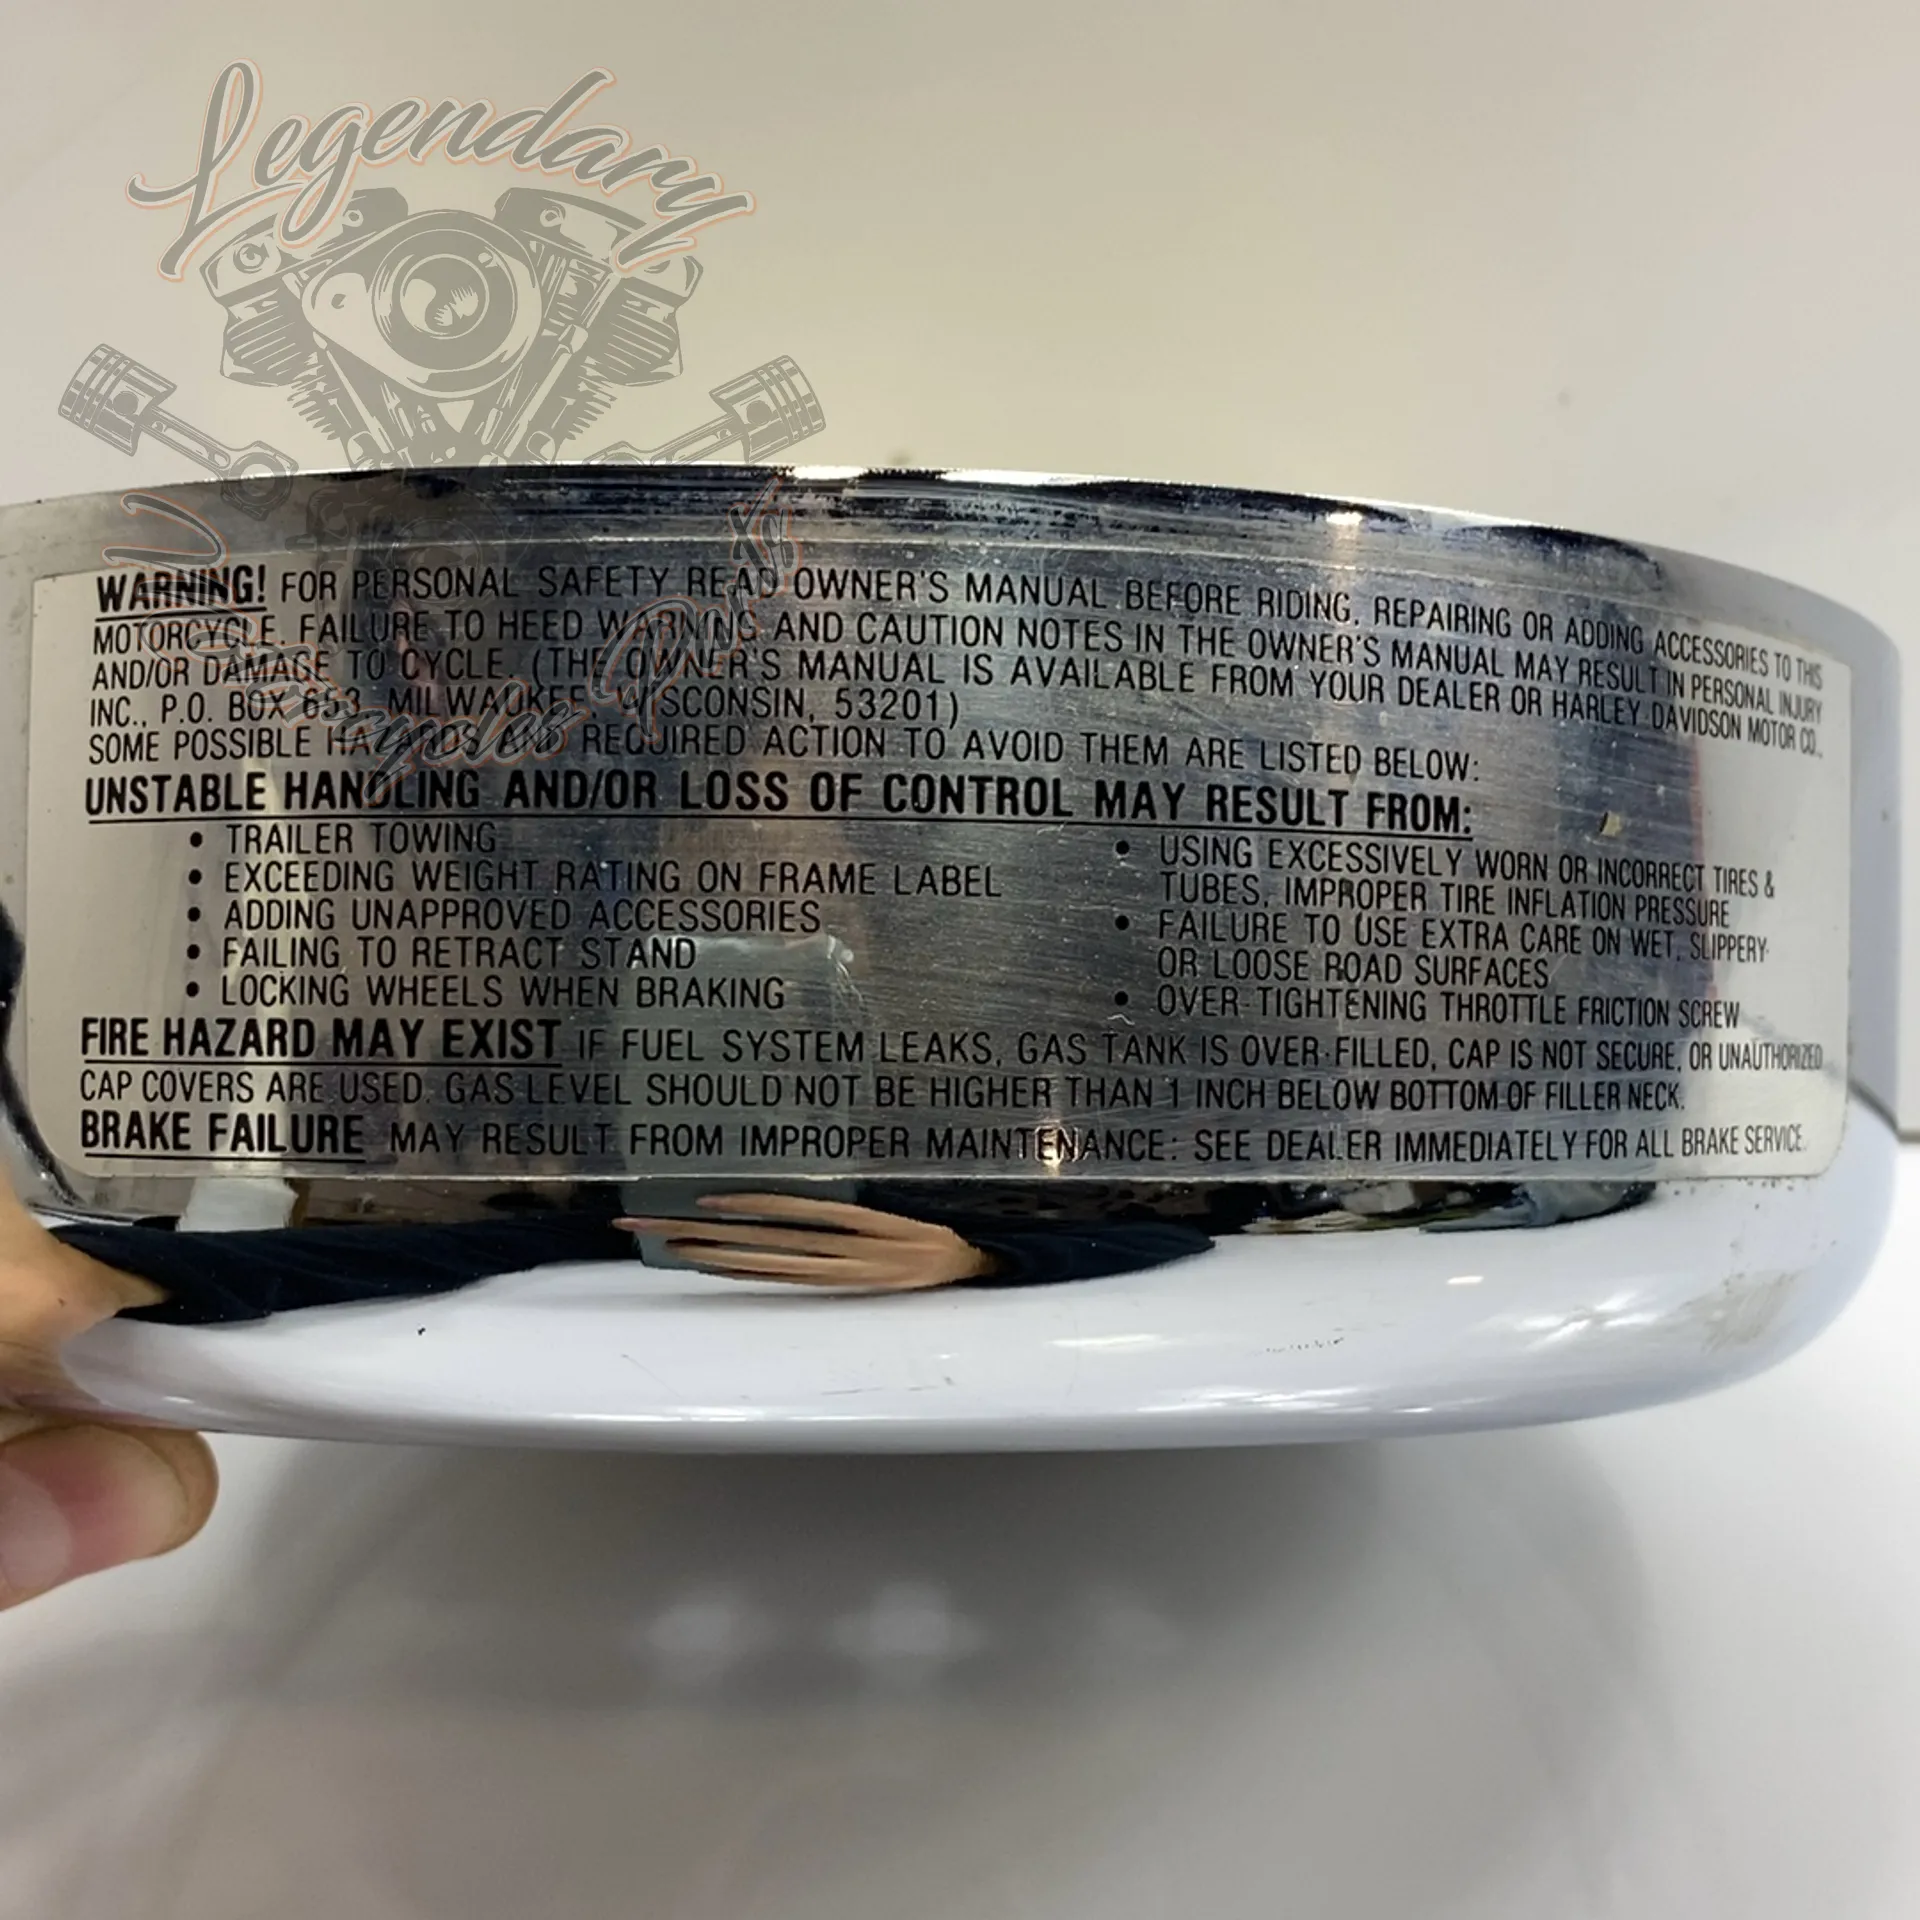 Legendary
Motorcycles Parts
WARNING! FOR PERSONAL SAFETY READ OWNER'S MANUAL BEFORE RIDING, REPAIRING OR ADDING ACCESSORIES TO THIS
MOTORCYCLE. FAILURE TO HEED WARNING AND CAUTION NOTES IN THE OWNER'S MANUAL MAY RESULT IN PERSONAL INJURY
AND/OR DAMAGE TO CYCLE. (THE OWNER'S MANUAL IS AVAILABLE FROM YOUR DEALER OR HARLEY-DAVIDSON MOTOR CO.,
INC., P.O. BOX 653, MILWAUKEE, WISCONSIN, 53201)
SOME POSSIBLE HAZARDS AND REQUIRED ACTION TO AVOID THEM ARE LISTED BELOW:
UNSTABLE HANDLING AND/OR LOSS OF CONTROL MAY RESULT FROM:
• TRAILER TOWING
• EXCEEDING WEIGHT RATING ON FRAME LABEL
• ADDING UNAPPROVED ACCESSORIES
• FAILING TO RETRACT STAND
• LOCKING WHEELS WHEN BRAKING
• USING EXCESSIVELY WORN OR INCORRECT TIRES &
TUBES, IMPROPER TIRE INFLATION PRESSURE
• FAILURE TO USE EXTRA CARE ON WET, SLIPPERY
OR LOOSE ROAD SURFACES
• OVER-TIGHTENING THROTTLE FRICTION SCREW
FIRE HAZARD MAY EXIST IF FUEL SYSTEM LEAKS, GAS TANK IS OVER-FILLED, CAP IS NOT SECURE, OR UNAUTHORIZED
CAP COVERS ARE USED. GAS LEVEL SHOULD NOT BE HIGHER THAN 1 INCH BELOW BOTTOM OF FILLER NECK.
BRAKE FAILURE MAY RESULT FROM IMPROPER MAINTENANCE: SEE DEALER IMMEDIATELY FOR ALL BRAKE SERVICE.